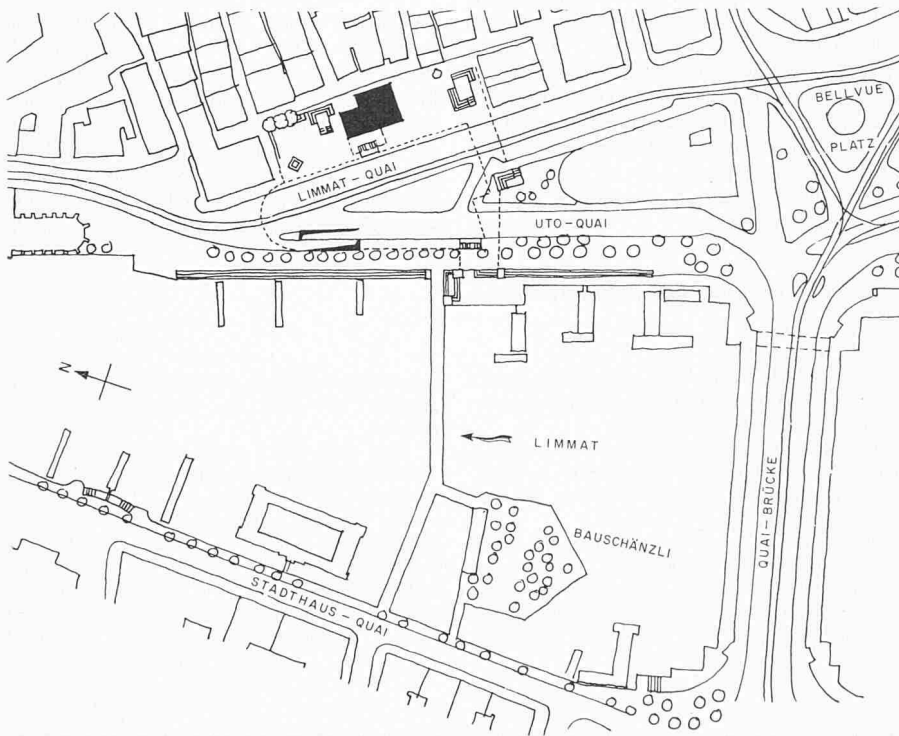 BELLVUE
PLATZ
LIMMAT-QUAI
UTO-QUAI
N
LIMMAT
BAUSCHÄNZLI
QUAI-BRÜCKE
STADTHAUS-QUAI